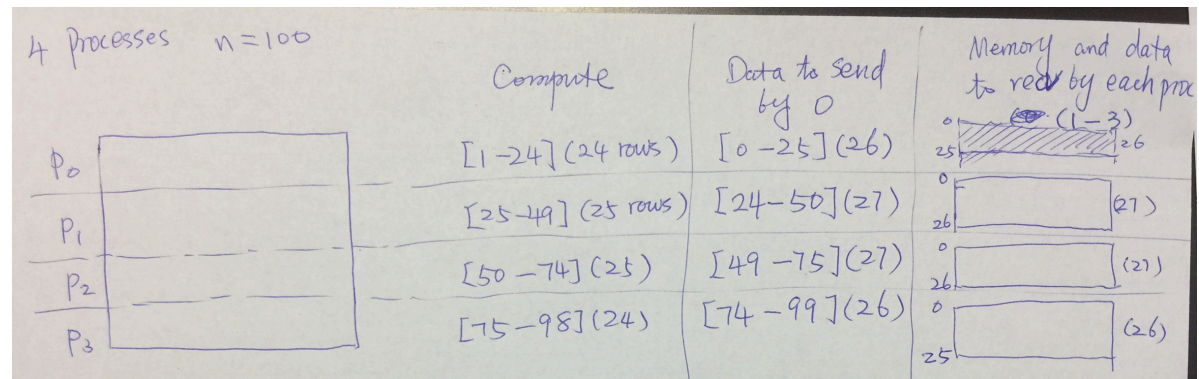 4 Processes n=100
Compute
Data to send
by 0
Memory and data
to recv by each proc
P0
[1-24] (24 rows)
[0-25] (26)
0
(1-3)
25
26
P1
[25-49] (25 rows)
[24-50] (27)
0
26
(27)
P2
[50-74] (25)
[49-75] (27)
0
26
(27)
P3
[75-98] (24)
[74-99] (26)
0
25
(26)